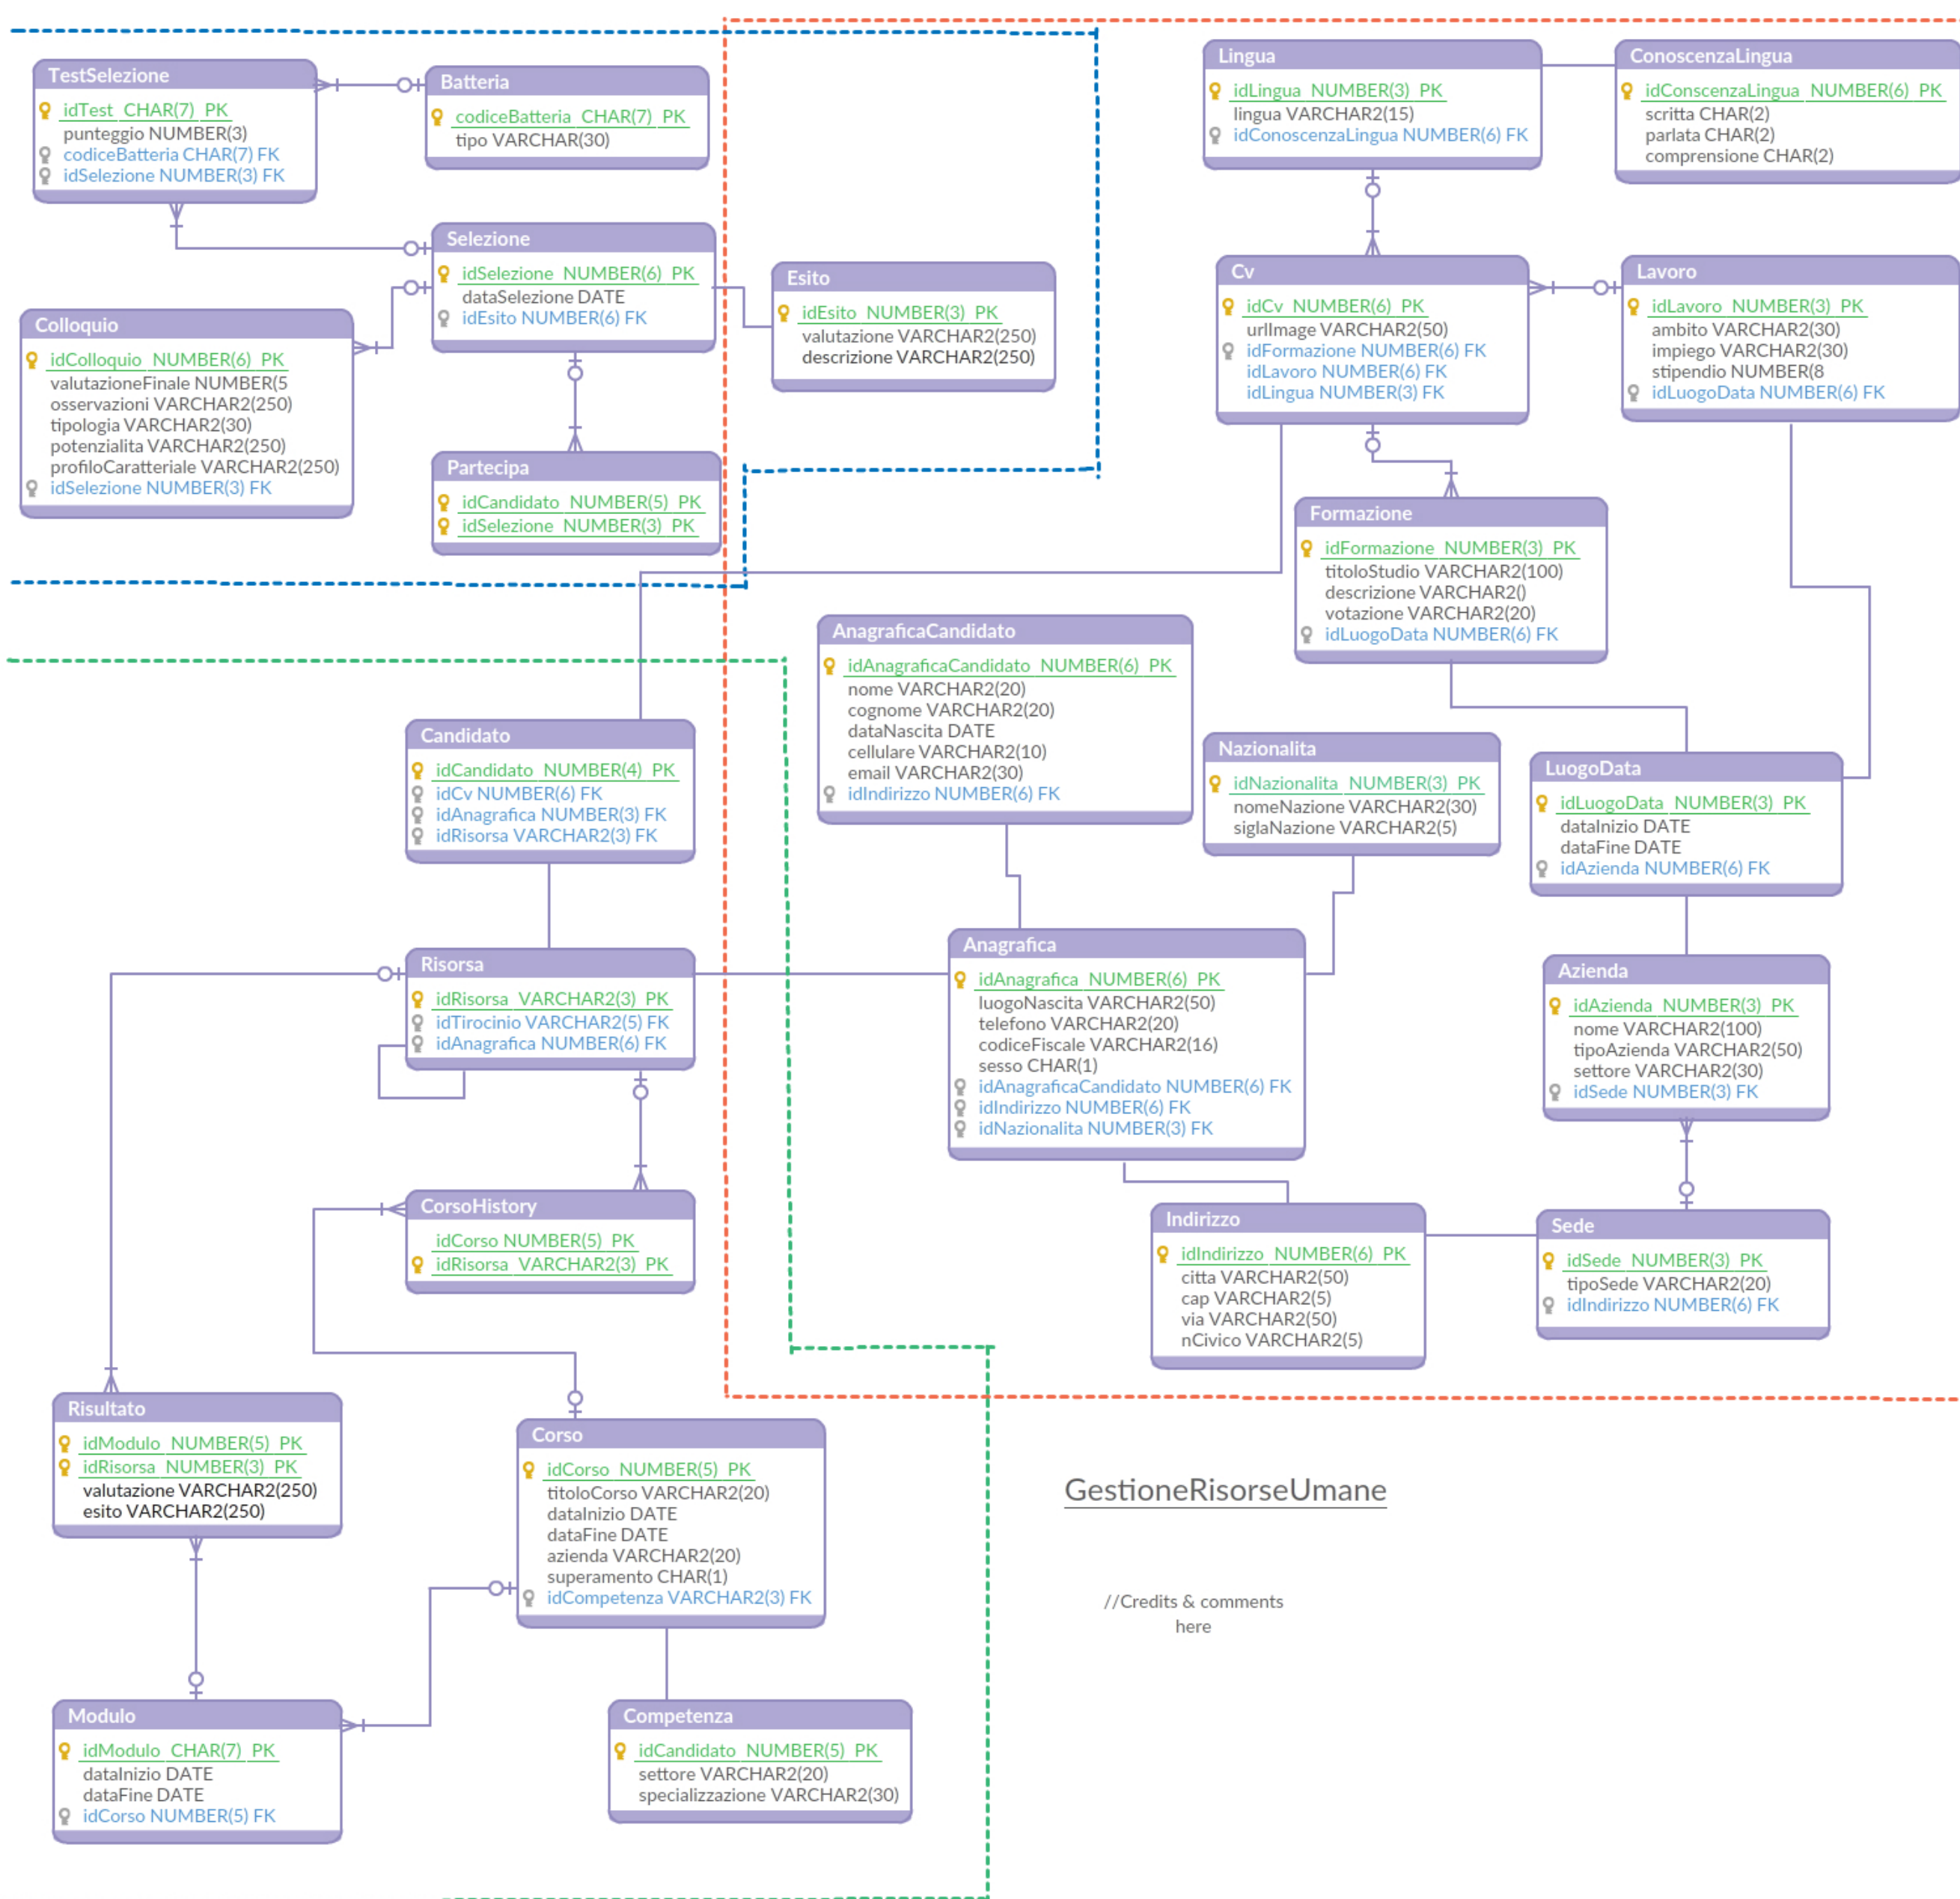 TestSelezione
idTest CHAR(7) PK
punteggio NUMBER(3)
codiceBatteria CHAR(7) FK
idSelezione NUMBER(3) FK
Batteria
codiceBatteria CHAR(7) PK
tipo VARCHAR(30)
Lingua
idLingua NUMBER(3) PK
lingua VARCHAR2(15)
idConoscenzaLingua NUMBER(6) FK
ConoscenzaLingua
idConscenzaLingua NUMBER(6) PK
scritta CHAR(2)
parlata CHAR(2)
comprensione CHAR(2)
Selezione
idSelezione NUMBER(6) PK
dataSelezione DATE
idEsito NUMBER(6) FK
Esito
idEsito NUMBER(3) PK
valutazione VARCHAR2(250)
descrizione VARCHAR2(250)
Cv
idCv NUMBER(6) PK
urlImage VARCHAR2(50)
idFormazione NUMBER(6) FK
idLavoro NUMBER(6) FK
idLingua NUMBER(3) FK
Lavoro
idLavoro NUMBER(3) PK
ambito VARCHAR2(30)
impiego VARCHAR2(30)
stipendio NUMBER(8
idLuogoData NUMBER(6) FK
Colloquio
idColloquio NUMBER(6) PK
valutazioneFinale NUMBER(5
osservazioni VARCHAR2(250)
tipologia VARCHAR2(30)
potenzialita VARCHAR2(250)
profiloCaratteriale VARCHAR2(250)
idSelezione NUMBER(3) FK
Partecipa
idCandidato NUMBER(5) PK
idSelezione NUMBER(3) PK
Formazione
idFormazione NUMBER(3) PK
titoloStudio VARCHAR2(100)
descrizione VARCHAR2()
votazione VARCHAR2(20)
idLuogoData NUMBER(6) FK
AnagraficaCandidato
idAnagraficaCandidato NUMBER(6) PK
nome VARCHAR2(20)
cognome VARCHAR2(20)
dataNascita DATE
cellulare VARCHAR2(10)
email VARCHAR2(30)
idIndirizzo NUMBER(6) FK
Candidato
idCandidato NUMBER(4) PK
idCv NUMBER(6) FK
idAnagrafica NUMBER(3) FK
idRisorsa VARCHAR2(3) FK
Nazionalita
idNazionalita NUMBER(3) PK
nomeNazione VARCHAR2(30)
siglaNazione VARCHAR2(5)
LuogoData
idLuogoData NUMBER(3) PK
dataInizio DATE
dataFine DATE
idAzienda NUMBER(6) FK
Risorsa
idRisorsa VARCHAR2(3) PK
idTirocinio VARCHAR2(5) FK
idAnagrafica NUMBER(6) FK
Anagrafica
idAnagrafica NUMBER(6) PK
luogoNascita VARCHAR2(50)
telefono VARCHAR2(20)
codiceFiscale VARCHAR2(16)
sesso CHAR(1)
idAnagraficaCandidato NUMBER(6) FK
idIndirizzo NUMBER(6) FK
idNazionalita NUMBER(3) FK
Azienda
idAzienda NUMBER(3) PK
nome VARCHAR2(100)
tipoAzienda VARCHAR2(50)
settore VARCHAR2(30)
idSede NUMBER(3) FK
CorsoHistory
idCorso NUMBER(5) PK
idRisorsa VARCHAR2(3) PK
Indirizzo
idIndirizzo NUMBER(6) PK
citta VARCHAR2(50)
cap VARCHAR2(5)
via VARCHAR2(50)
nCivico VARCHAR2(5)
Sede
idSede NUMBER(3) PK
tipoSede VARCHAR2(20)
idIndirizzo NUMBER(6) FK
Risultato
idModulo NUMBER(5) PK
idRisorsa NUMBER(3) PK
valutazione VARCHAR2(250)
esito VARCHAR2(250)
Corso
idCorso NUMBER(5) PK
titoloCorso VARCHAR2(20)
dataInizio DATE
dataFine DATE
azienda VARCHAR2(20)
superamento CHAR(1)
idCompetenza VARCHAR2(3) FK
GestioneRisorseUmane
//Credits & comments
here
Modulo
idModulo CHAR(7) PK
dataInizio DATE
dataFine DATE
idCorso NUMBER(5) FK
Competenza
idCandidato NUMBER(5) PK
settore VARCHAR2(20)
specializzazione VARCHAR2(30)